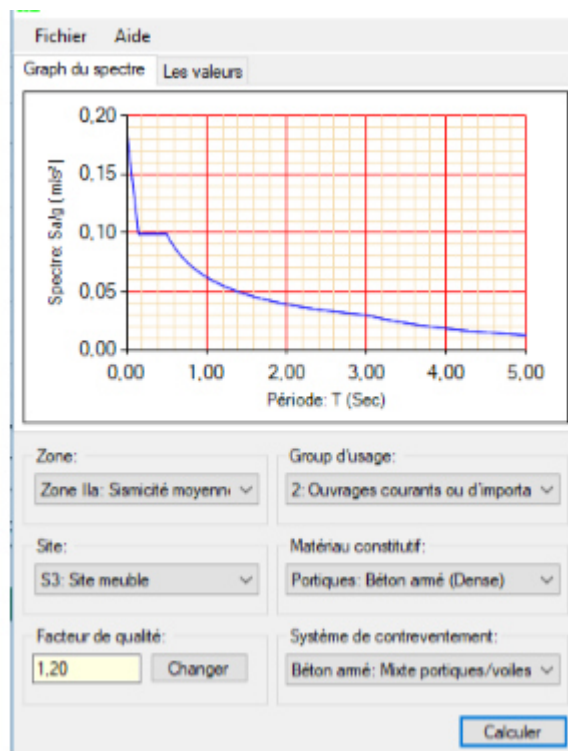 Fichier Aide
Graph du spectre Les valeurs
Spectre: Sa/g [m/s²]
0,20
0,15
0,10
0,05
0,00
0,00 1,00 2,00 3,00 4,00 5,00
Période: T (Sec)
Zone: Group d'usage:
Zone IIa: Sismicité moyenn 2: Ouvrages courants ou d'importa
Site: Matériau constitutif:
S3: Site meuble Portiques: Béton armé (Dense)
Facteur de qualité: Système de contreventement:
1,20 Changer Béton armé: Mixte portiques/voiles
Calculer